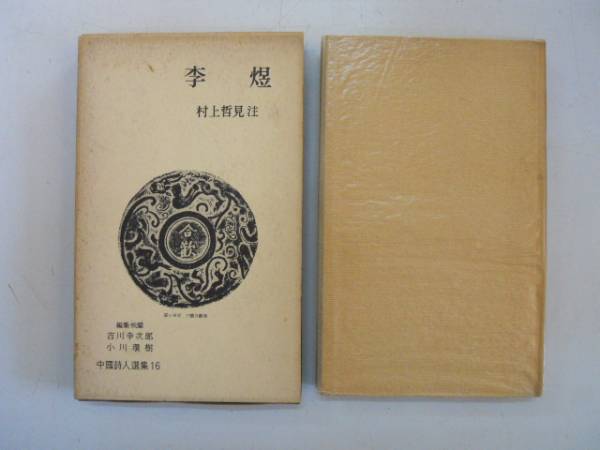 李煜
村上哲見注
合歡
編集・校閲
吉川幸次郎
小川環樹
中國詩人選集16